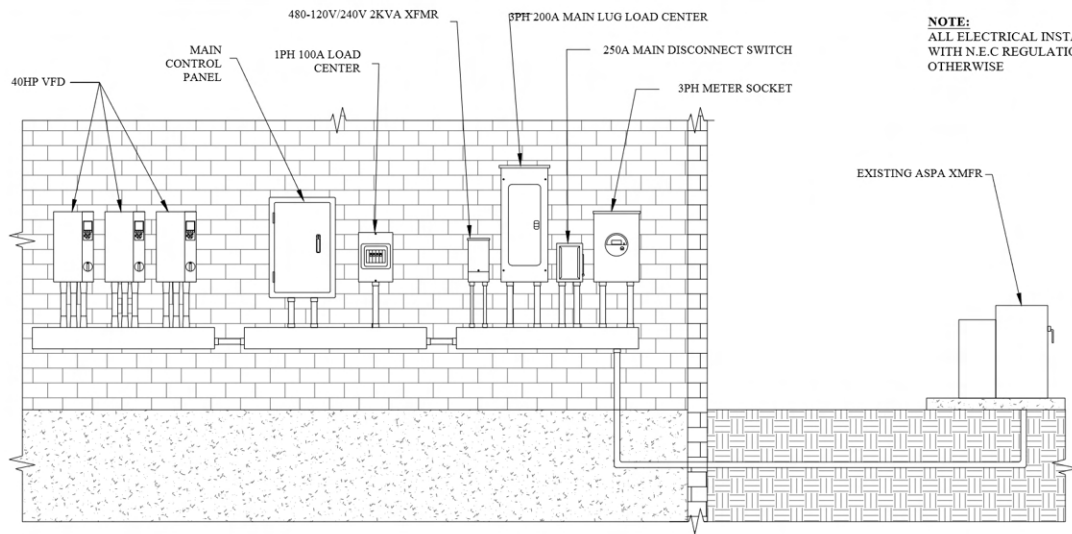 480-120V/240V 2KVA XFMR
3PH 200A MAIN LUG LOAD CENTER
NOTE:
ALL ELECTRICAL INST
WITH N.E.C REGULATIO
OTHERWISE
MAIN
CONTROL
PANEL
1PH 100A LOAD
CENTER
250A MAIN DISCONNECT SWITCH
40HP VFD
3PH METER SOCKET
EXISTING ASPA XMFR